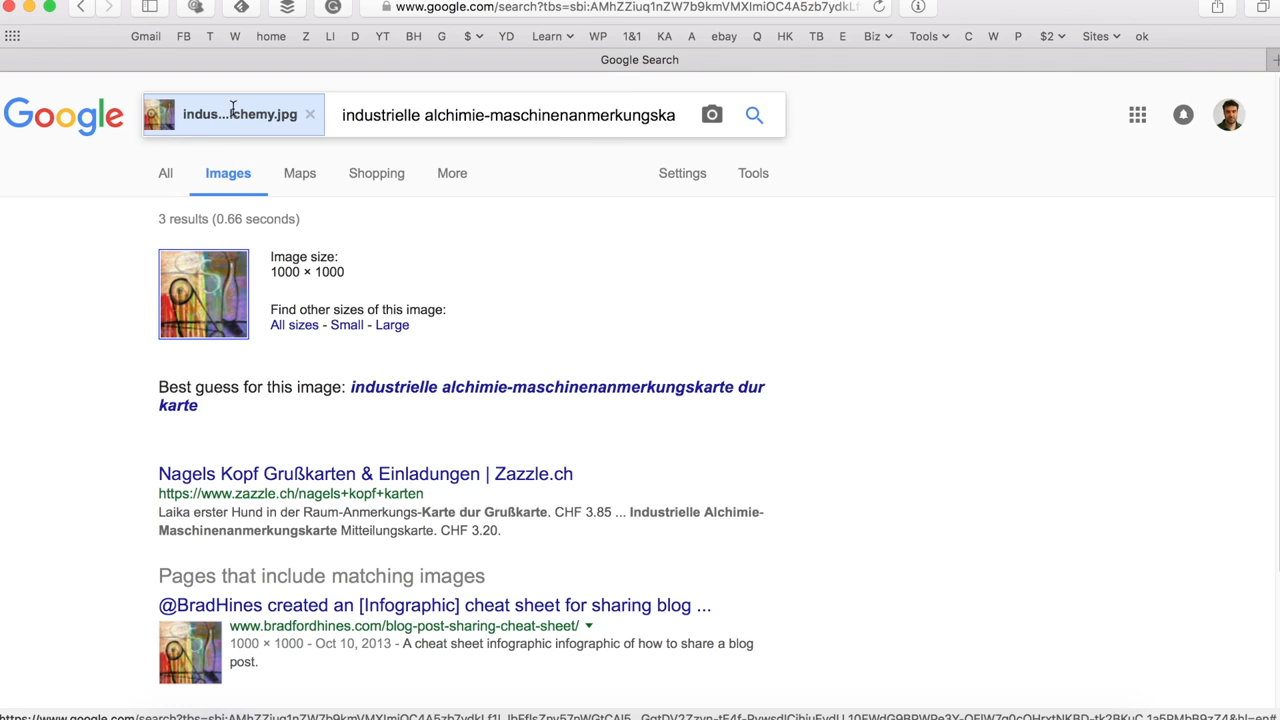 www.google.com/search?tbs=sbi:AMhZZiuq1nZW7b9kmVMXImiOC4A5zb7ydkLf
Gmail FB T W home Z LI D YT BH G $ YD Learn WP 1&1 KA A ebay Q HK TB E Biz Tools C W P $2 Sites ok
Google Search
Google indus...chemy.jpg industrielle alchimie-maschinenanmerkungska
All Images Maps Shopping More Settings Tools
3 results (0.66 seconds)
Image size:
1000 × 1000
Find other sizes of this image:
All sizes - Small - Large
Best guess for this image: industrielle alchimie-maschinenanmerkungskarte dur
karte
Nagels Kopf Grußkarten & Einladungen | Zazzle.ch
https://www.zazzle.ch/nagels+kopf+karten
Laika erster Hund in der Raum-Anmerkungs-Karte dur Grußkarte. CHF 3.85 ... Industrielle Alchimie-
Maschinenanmerkungskarte Mitteilungskarte. CHF 3.20.
Pages that include matching images
@BradHines created an [Infographic] cheat sheet for sharing blog ...
www.bradfordhines.com/blog-post-sharing-cheat-sheet/
1000 × 1000 - Oct 10, 2013 - A cheat sheet infographic infographic of how to share a blog
post.